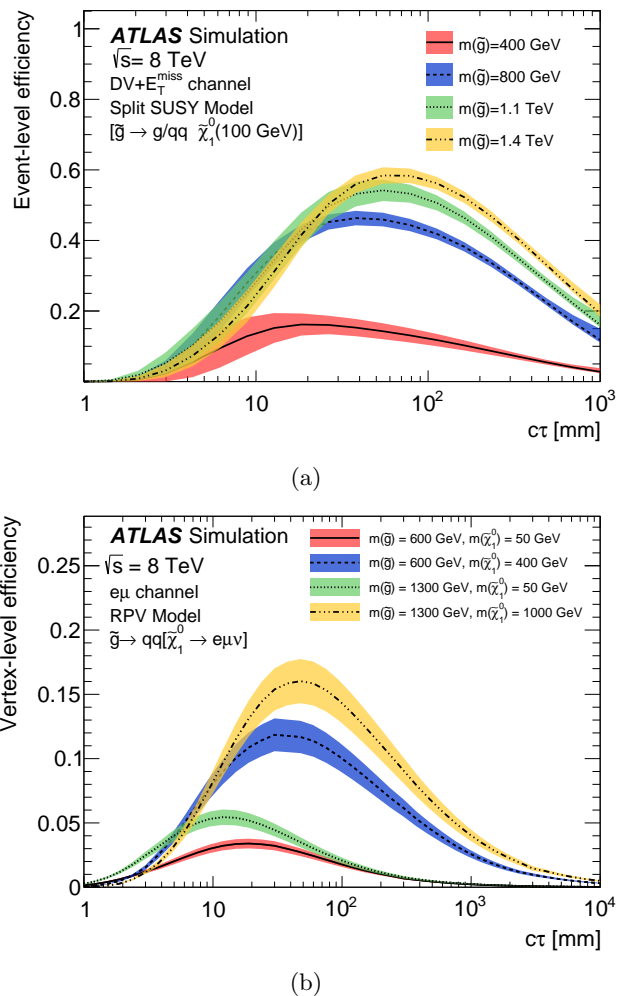 ATLAS Simulation
√s= 8 TeV
DV+E_T^miss channel
Split SUSY Model
[g̃ → g/qq χ̃₁⁰(100 GeV)]
m(g̃)=400 GeV
m(g̃)=800 GeV
m(g̃)=1.1 TeV
m(g̃)=1.4 TeV
Event-level efficiency
1
0.8
0.6
0.4
0.2
1
10
10²
10³
cτ [mm]
(a)
ATLAS Simulation
√s = 8 TeV
eμ channel
RPV Model
g̃→ qq[χ̃₁⁰ → eμν]
m(g̃) = 600 GeV, m(χ̃₁⁰) = 50 GeV
m(g̃) = 600 GeV, m(χ̃₁⁰) = 400 GeV
m(g̃) = 1300 GeV, m(χ̃₁⁰) = 50 GeV
m(g̃) = 1300 GeV, m(χ̃₁⁰) = 1000 GeV
Vertex-level efficiency
0.25
0.2
0.15
0.1
0.05
0
1
10
10²
10³
10⁴
cτ [mm]
(b)